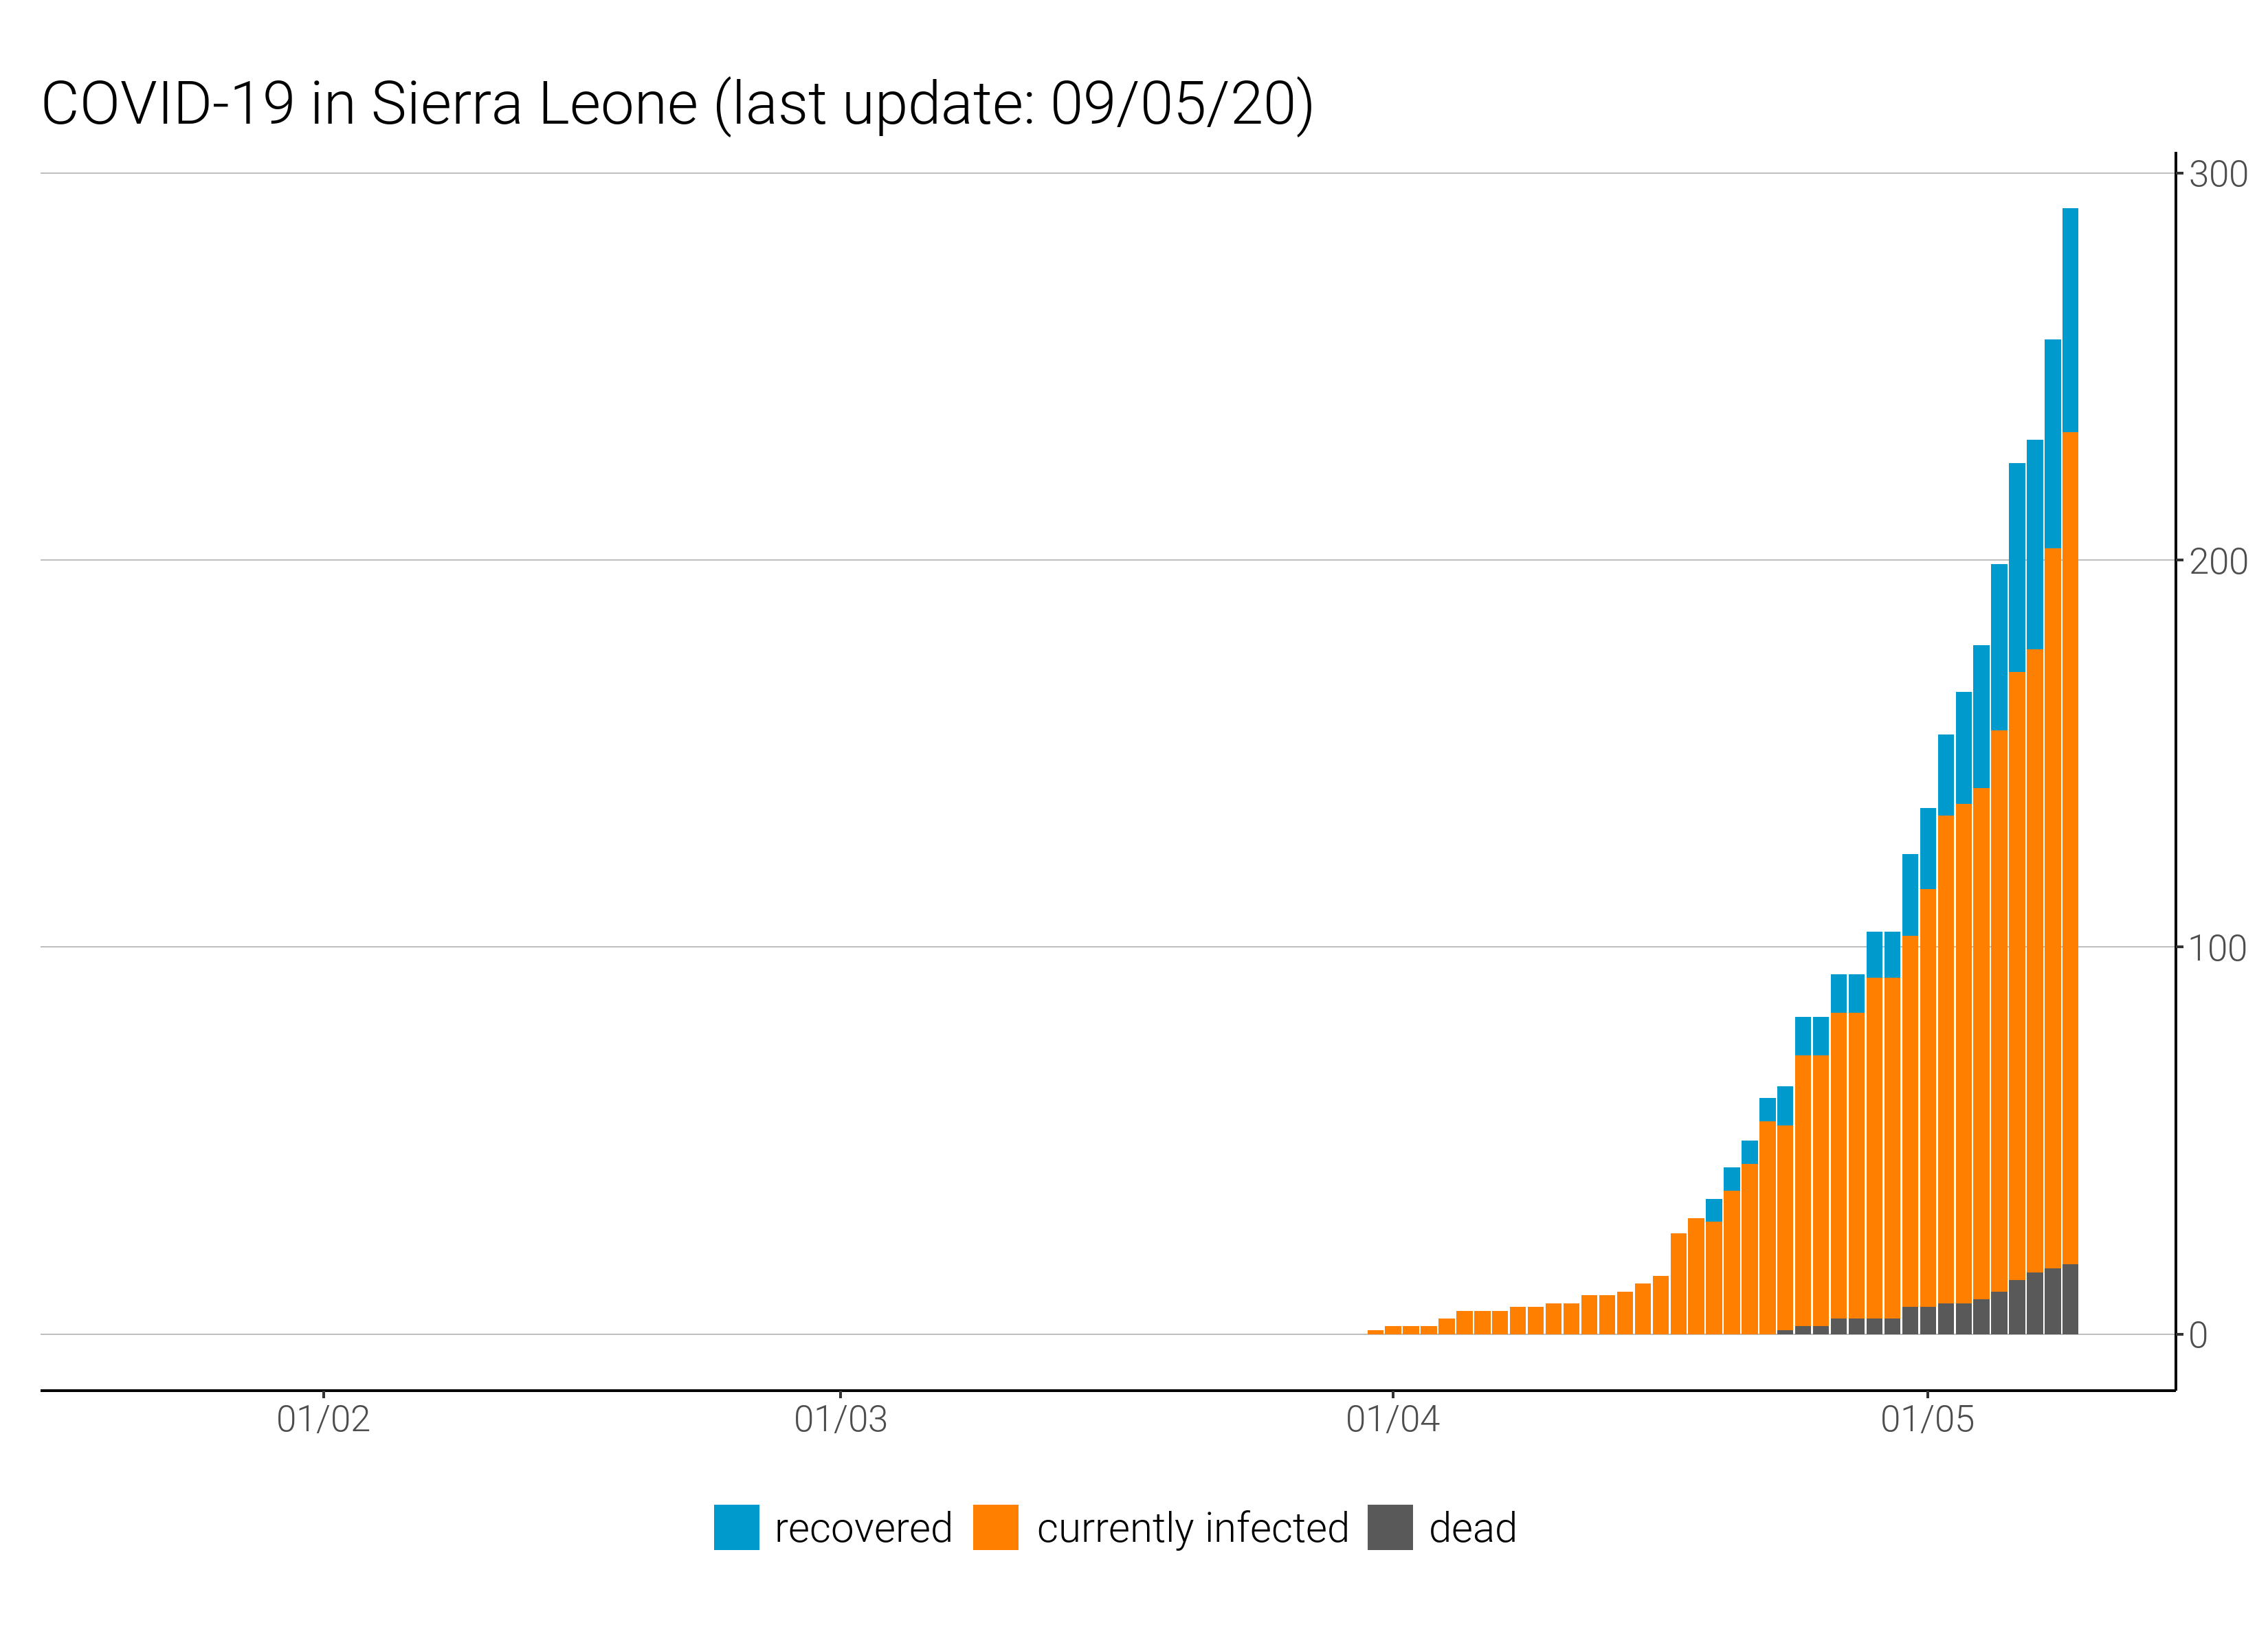 COVID-19 in Sierra Leone (last update: 09/05/20)
300
200
100
0
01/02 01/03 01/04 01/05
recovered currently infected dead